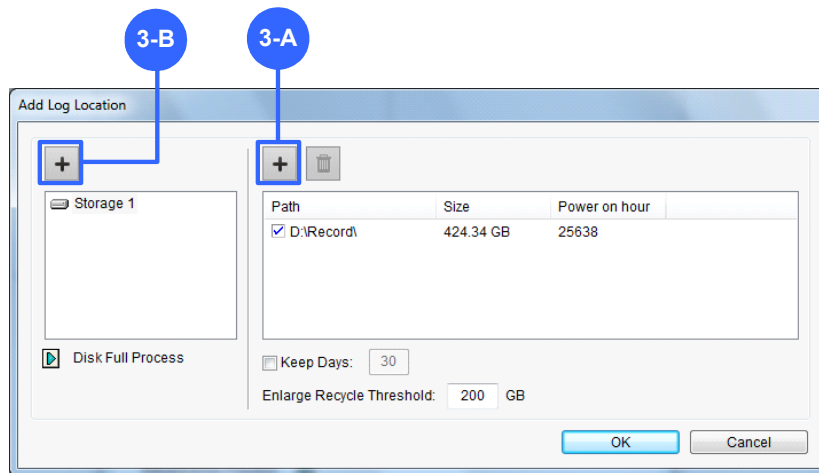 3-B 3-A
Add Log Location
+ +
Storage 1
Path Size Power on hour
D:\Record\ 424.34 GB 25638
Disk Full Process
Keep Days: 30
Enlarge Recycle Threshold: 200 GB
OK Cancel